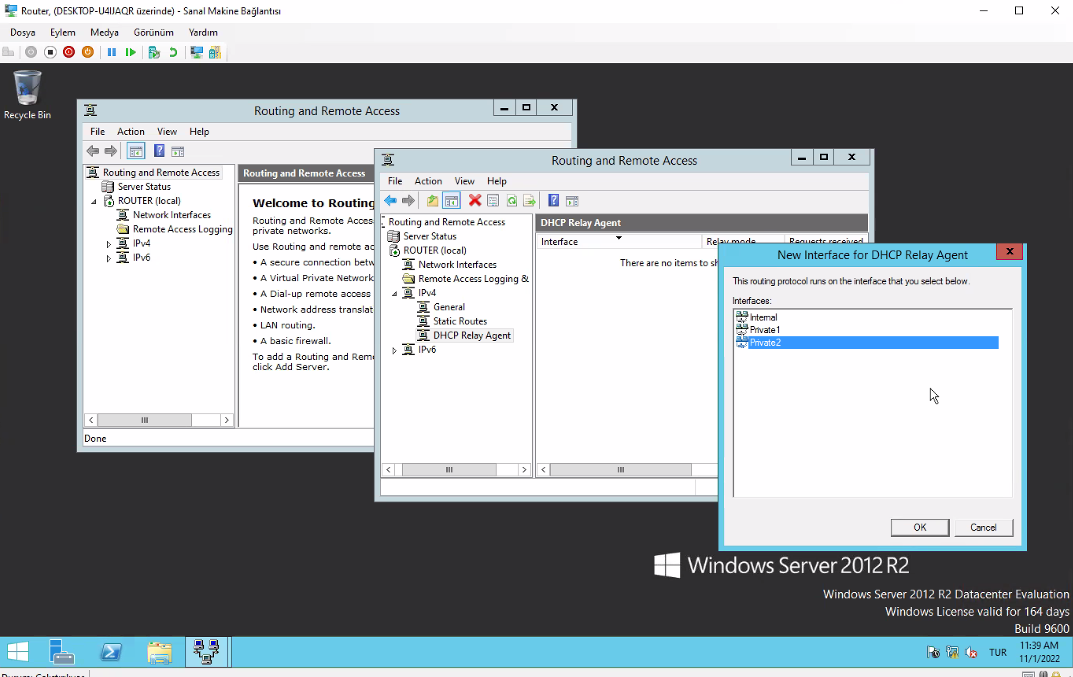 Router, (DESKTOP-U4IJAQR üzerinde) - Sanal Makine Bağlantısı
Dosya Eylem Medya Görünüm Yardım
Recycle Bin
Routing and Remote Access
File Action View Help
Routing and Remote Access
Server Status
ROUTER (local)
Network Interfaces
Remote Access Logging
IPv4
IPv6
Routing and Remote Access
Welcome to Routing
Routing and Remote Acces
private networks.
Use Routing and remote ac
• A secure connection betw
• A Virtual Private Network
• A Dial-up remote access
• Network address translat
• LAN routing.
• A basic firewall.
To add a Routing and Rem
click Add Server.
Done
Routing and Remote Access
File Action View Help
Routing and Remote Access
Server Status
ROUTER (local)
Network Interfaces
Remote Access Logging &
IPv4
General
Static Routes
DHCP Relay Agent
IPv6
DHCP Relay Agent
Interface Relay mode Requests received
There are no items to sh
New Interface for DHCP Relay Agent
This routing protocol runs on the interface that you select below.
Interfaces:
Internal
Private1
Private2
OK Cancel
Windows Server 2012 R2
Windows Server 2012 R2 Datacenter Evaluation
Windows License valid for 164 days
Build 9600
TUR
11:39 AM
11/1/2022